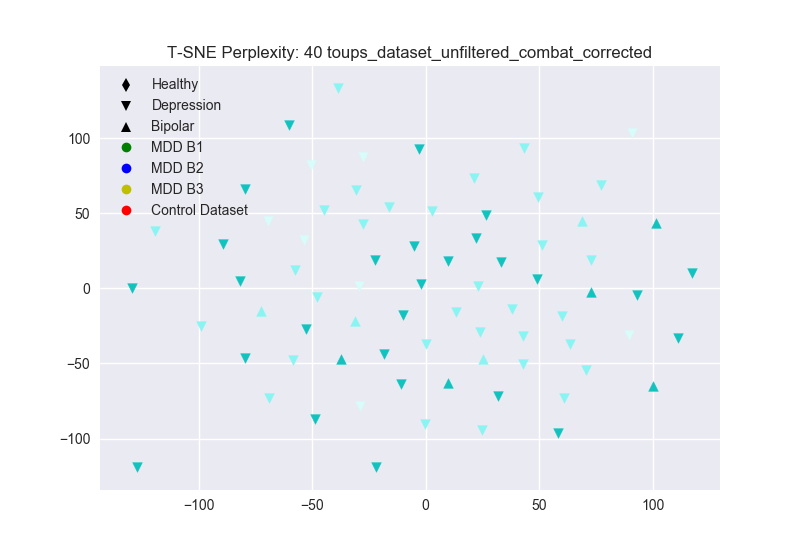 T-SNE Perplexity: 40 toups_dataset_unfiltered_combat_corrected
Healthy
Depression
Bipolar
MDD B1
MDD B2
MDD B3
Control Dataset
100
50
0
−50
−100
−100 −50 0 50 100